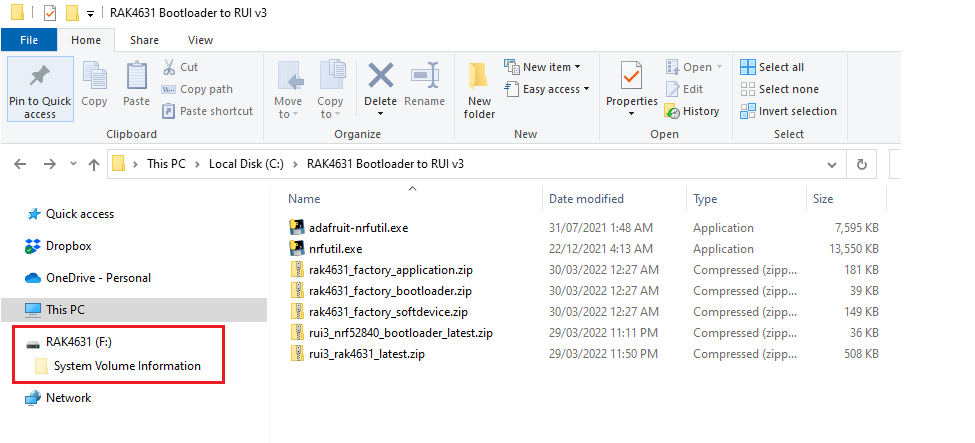 RAK4631 Bootloader to RUI v3
File Home Share View
Pin to Quick access
Copy
Paste
Cut
Copy path
Paste shortcut
Clipboard
Move to
Copy to
Delete
Rename
Organize
New folder
New item
Easy access
New
Properties
Open
Edit
History
Open
Select all
Select none
Invert selection
Select
This PC > Local Disk (C:) > RAK4631 Bootloader to RUI v3
Quick access
Dropbox
OneDrive - Personal
This PC
RAK4631 (F:)
System Volume Information
Network
Name Date modified Type Size
adafruit-nrfutil.exe 31/07/2021 1:48 AM Application 7,595 KB
nrfutil.exe 22/12/2021 4:13 AM Application 13,550 KB
rak4631_factory_application.zip 30/03/2022 12:27 AM Compressed (zipp... 181 KB
rak4631_factory_bootloader.zip 30/03/2022 12:27 AM Compressed (zipp... 39 KB
rak4631_factory_softdevice.zip 30/03/2022 12:27 AM Compressed (zipp... 149 KB
rui3_nrf52840_bootloader_latest.zip 29/03/2022 11:11 PM Compressed (zipp... 36 KB
rui3_rak4631_latest.zip 29/03/2022 11:50 PM Compressed (zipp... 508 KB